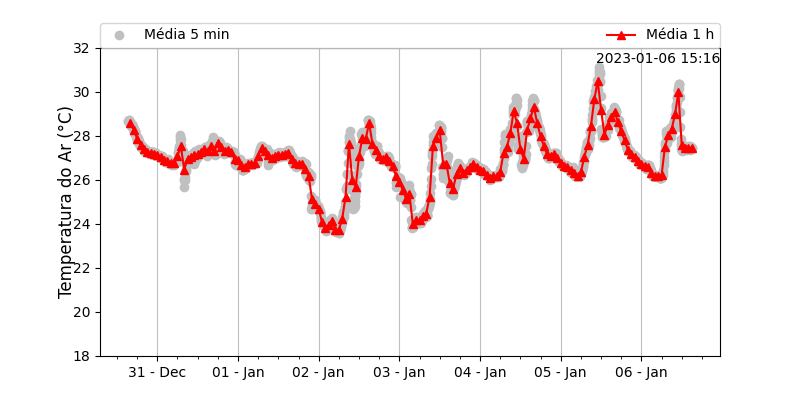 Média 5 min
Média 1 h
2023-01-06 15:16
Temperatura do Ar (°C)
32
30
28
26
24
22
20
18
31 - Dec
01 - Jan
02 - Jan
03 - Jan
04 - Jan
05 - Jan
06 - Jan